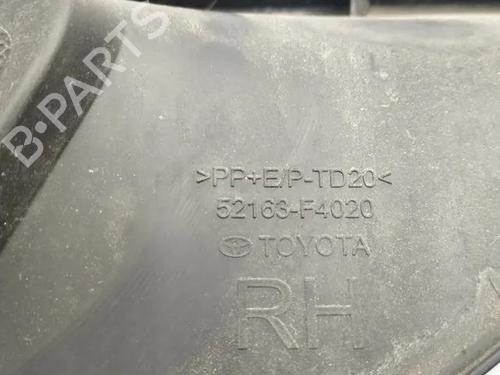 B-PARTS
>PP+E/P-TD20<
52163-F4020
TOYOTA
RH